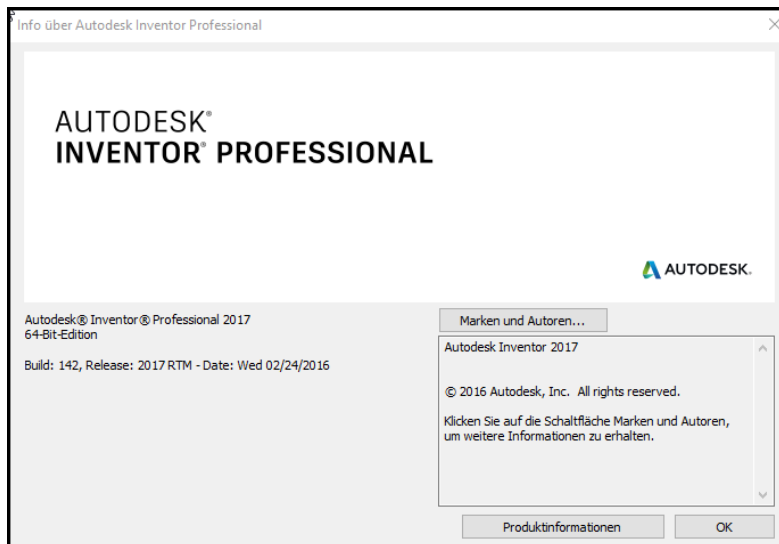 Info über Autodesk Inventor Professional
AUTODESK®
INVENTOR® PROFESSIONAL
AUTODESK.
Autodesk® Inventor® Professional 2017
64-Bit-Edition
Build: 142, Release: 2017 RTM - Date: Wed 02/24/2016
Marken und Autoren...
Autodesk Inventor 2017
© 2016 Autodesk, Inc. All rights reserved.
Klicken Sie auf die Schaltfläche Marken und Autoren,
um weitere Informationen zu erhalten.
Produktinformationen
OK